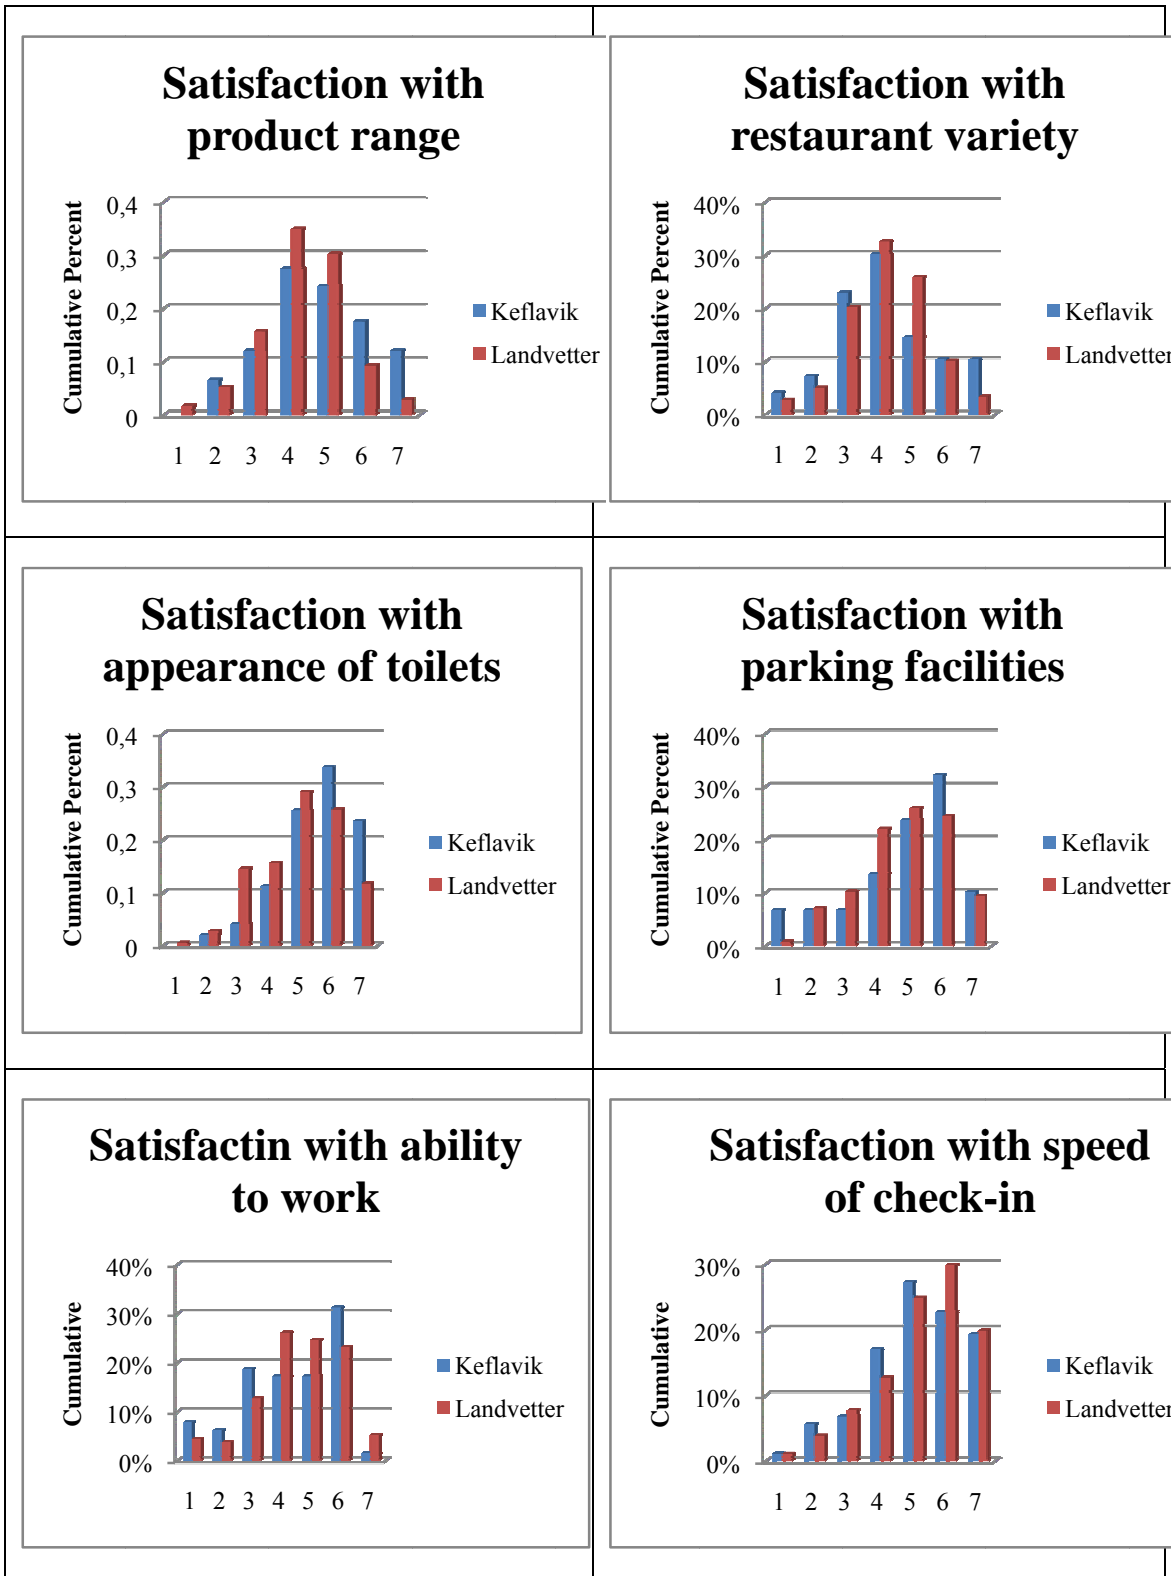 Satisfaction with
product range
Cumulative Percent
0,4
0,3
0,2
0,1
0
1 2 3 4 5 6 7
Keflavik
Landvetter
Satisfaction with
restaurant variety
Cumulative Percent
40%
30%
20%
10%
0%
1 2 3 4 5 6 7
Keflavik
Landvetter
Satisfaction with
appearance of toilets
Cumulative Percent
0,4
0,3
0,2
0,1
0
1 2 3 4 5 6 7
Keflavik
Landvetter
Satisfaction with
parking facilities
Cumulative Percent
40%
30%
20%
10%
0%
1 2 3 4 5 6 7
Keflavik
Landvetter
Satisfactin with ability
to work
Cumulative
40%
30%
20%
10%
0%
1 2 3 4 5 6 7
Keflavik
Landvetter
Satisfaction with speed
of check-in
Cumulative
30%
20%
10%
0%
1 2 3 4 5 6 7
Keflavik
Landvetter